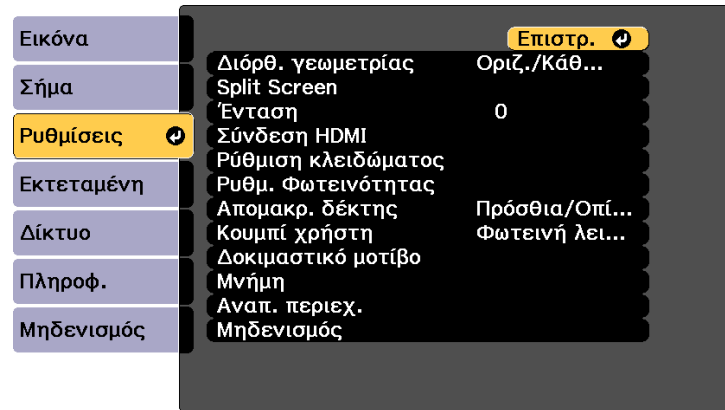 Εικόνα
Σήμα
Ρυθμίσεις
Εκτεταμένη
Δίκτυο
Πληροφ.
Μηδενισμός
Επιστρ.
Διόρθ. γεωμετρίας Οριζ./Κάθ...
Split Screen
Ένταση 0
Σύνδεση HDMI
Ρύθμιση κλειδώματος
Ρυθμ. Φωτεινότητας
Απομακρ. δέκτης Πρόσθια/Οπί...
Κουμπί χρήστη Φωτεινή λει...
Δοκιμαστικό μοτίβο
Μνήμη
Αναπ. περιεχ.
Μηδενισμός